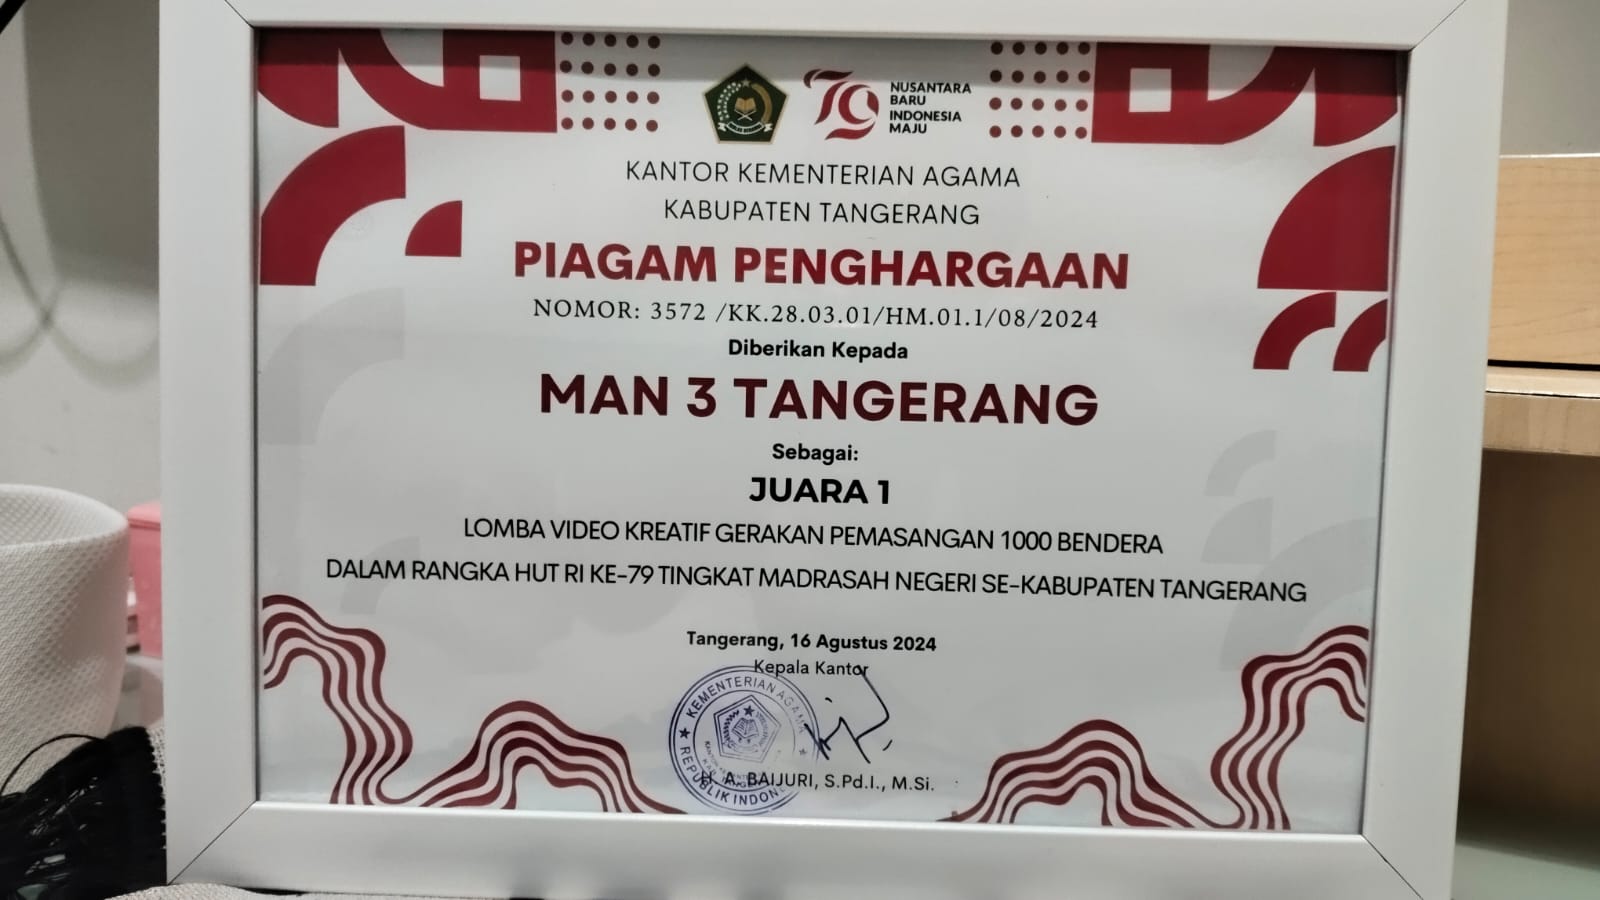 NUSANTARA
BARU
INDONESIA
MAJU
79
KANTOR KEMENTERIAN AGAMA
KABUPATEN TANGERANG
PIAGAM PENGHARGAAN
NOMOR: 3572 /KK.28.03.01/HM.01.1/08/2024
Diberikan Kepada
MAN 3 TANGERANG
Sebagai:
JUARA 1
LOMBA VIDEO KREATIF GERAKAN PEMASANGAN 1000 BENDERA
DALAM RANGKA HUT RI KE-79 TINGKAT MADRASAH NEGERI SE-KABUPATEN TANGERANG
Tangerang, 16 Agustus 2024
Kepala Kantor
KEMENTERIAN AGAMA
REPUBLIK INDONESIA
H. A. BAIJURI, S.Pd.I., M.Si.